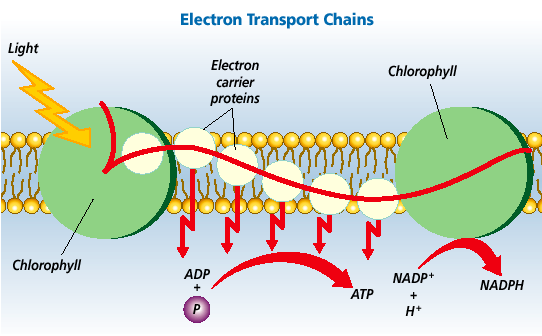 Electron Transport Chains
Light
Electron
carrier
proteins
Chlorophyll
Chlorophyll
ADP
+
P
ATP
NADP⁺
+
H⁺
NADPH